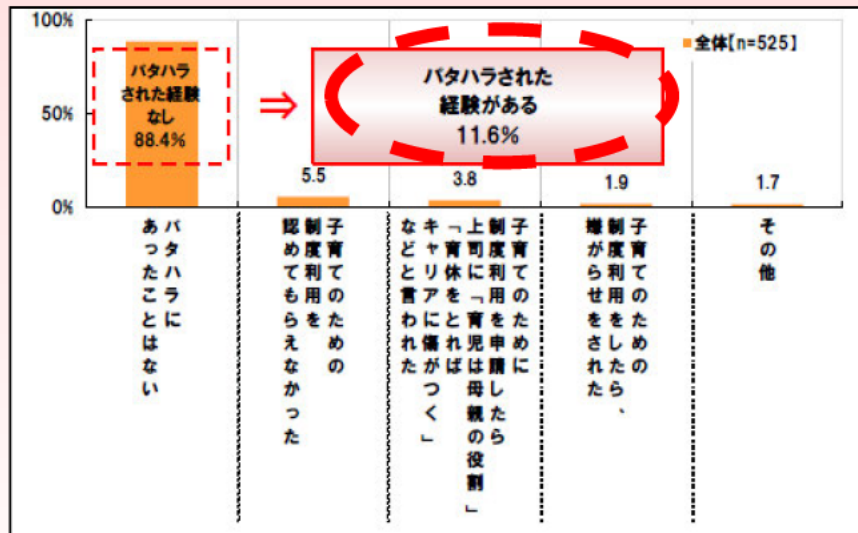 100%
50%
0%
■全体【n=525】
パタハラ
された経験
なし
88.4%
⇒
パタハラされた
経験がある
11.6%
5.5
3.8
1.9
1.7
パタハラに
あったことはない
子育てのための
制度利用を
認めてもらえなかった
子育てのために
制度利用を申請したら
上司に「育児は母親の役割」
「育休をとれば
キャリアに傷がつく」
などと言われた
子育てのための
制度利用をしたら、
嫌がらせをされた
その他